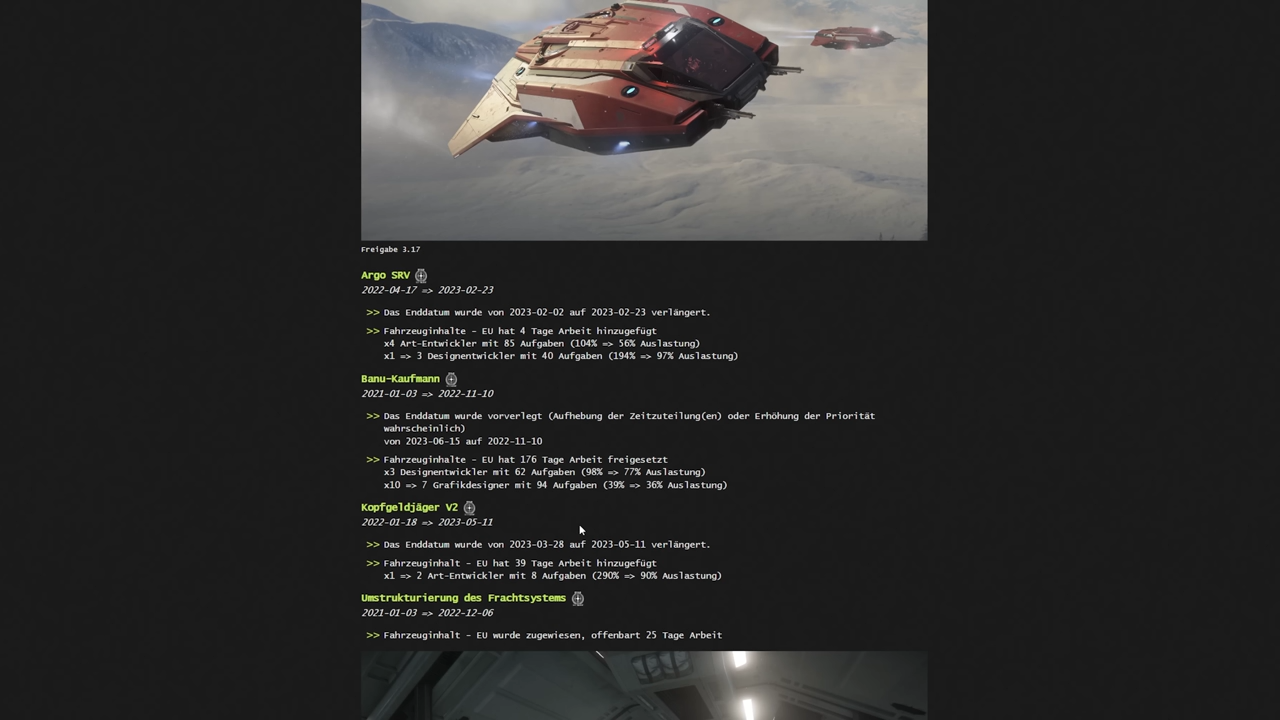 Freigabe 3.17
Argo SRV
2022-04-17 => 2023-02-23
>> Das Enddatum wurde von 2023-02-02 auf 2023-02-23 verlängert.
>> Fahrzeuginhalte - EU hat 4 Tage Arbeit hinzugefügt
x4 Art-Entwickler mit 85 Aufgaben (104% => 56% Auslastung)
x1 => 3 Designentwickler mit 40 Aufgaben (194% => 97% Auslastung)
Banu-Kaufmann
2021-01-03 => 2022-11-10
>> Das Enddatum wurde vorverlegt (Aufhebung der Zeitzuteilung(en) oder Erhöhung der Priorität
wahrscheinlich)
von 2023-06-15 auf 2022-11-10
>> Fahrzeuginhalte - EU hat 176 Tage Arbeit freigesetzt
x3 Designentwickler mit 62 Aufgaben (98% => 77% Auslastung)
x10 => 7 Grafikdesigner mit 94 Aufgaben (39% => 36% Auslastung)
Kopfgeldjäger V2
2022-01-18 => 2023-05-11
>> Das Enddatum wurde von 2023-03-28 auf 2023-05-11 verlängert.
>> Fahrzeuginhalt - EU hat 39 Tage Arbeit hinzugefügt
x1 => 2 Art-Entwickler mit 8 Aufgaben (290% => 90% Auslastung)
Umstrukturierung des Frachtsystems
2021-01-03 => 2022-12-06
>> Fahrzeuginhalt - EU wurde zugewiesen, offenbart 25 Tage Arbeit